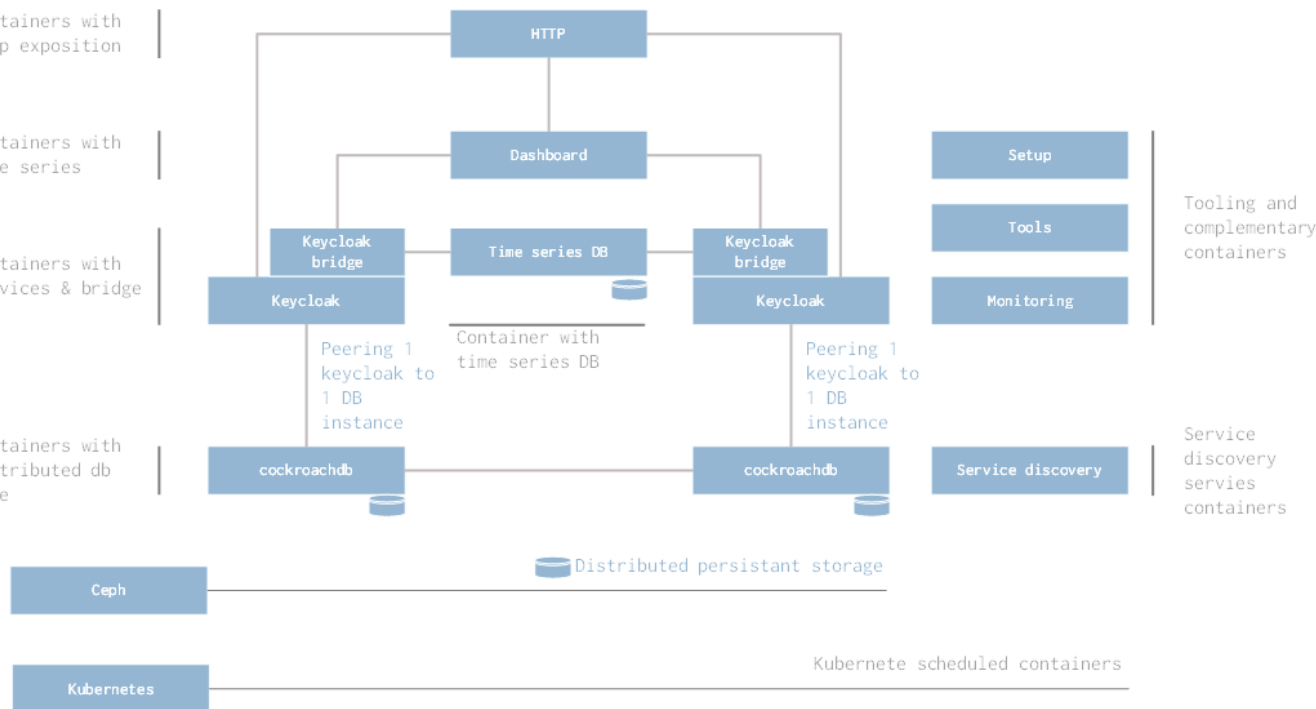 tainers with
p exposition
HTTP
tainers with
e series
Dashboard
Setup
Tools
Monitoring
Tooling and
complementary
containers
tainers with
vices & bridge
Keycloak
bridge
Time series DB
Keycloak
bridge
Keycloak
Keycloak
Container with
time series DB
Peering 1
keycloak to
1 DB
instance
Peering 1
keycloak to
1 DB
instance
tainers with
tributed db
e
cockroachdb
cockroachdb
Service discovery
Service
discovery
servies
containers
Distributed persistant storage
Ceph
Kubernete scheduled containers
Kubernetes